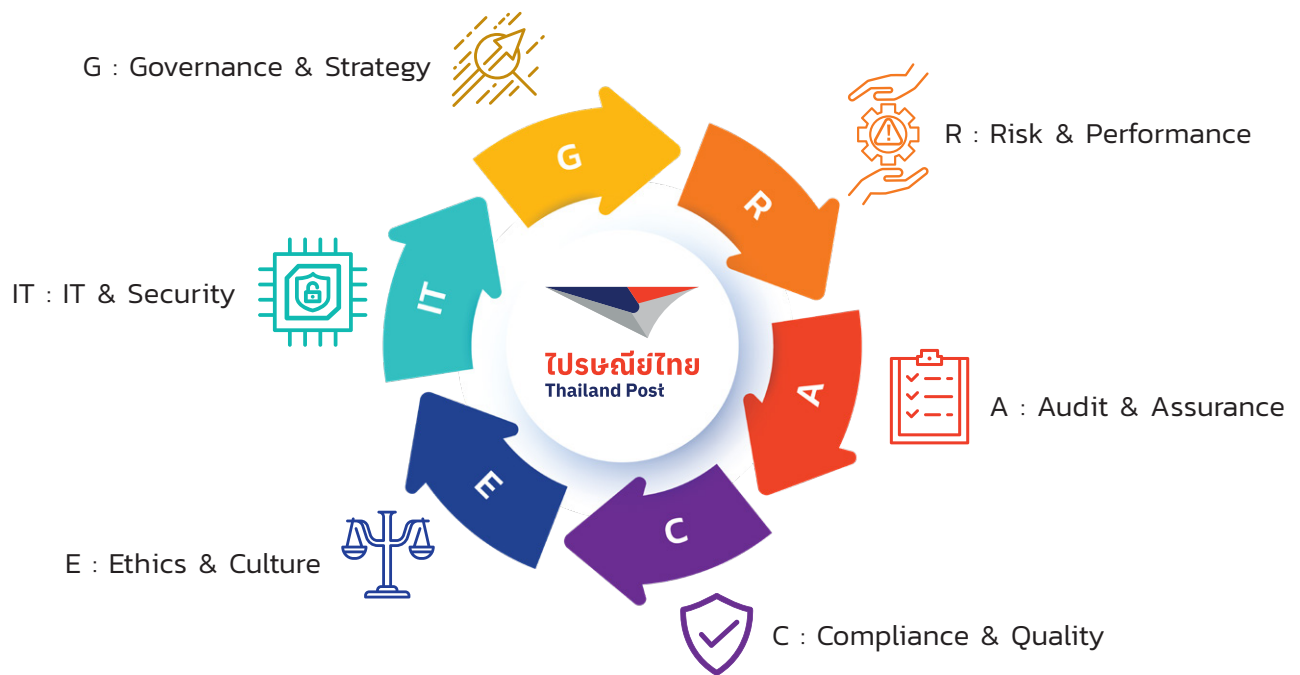 G : Governance & Strategy
G
R : Risk & Performance
R
IT : IT & Security
IT
ไปรษณีย์ไทย
Thailand Post
A
A : Audit & Assurance
E
C
E : Ethics & Culture
C : Compliance & Quality